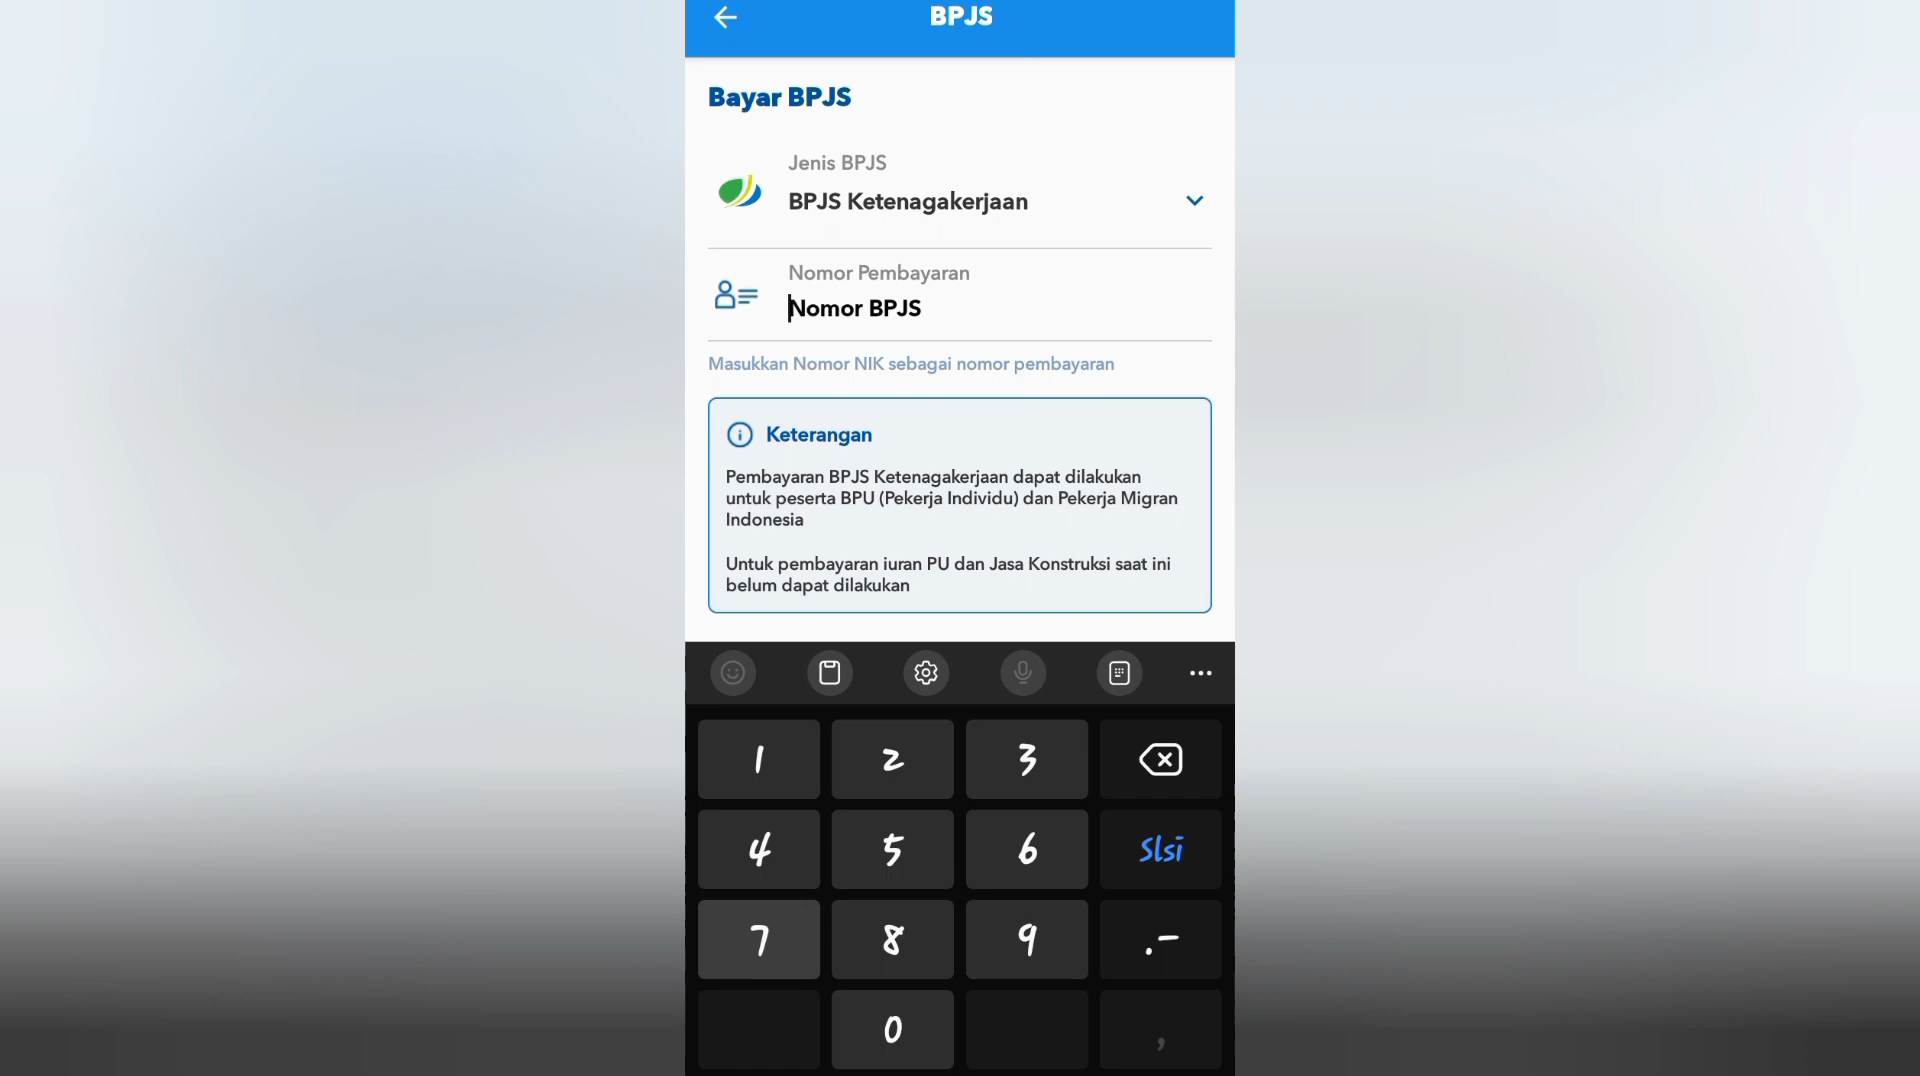 BPJS
Bayar BPJS
Jenis BPJS
BPJS Ketenagakerjaan
Nomor Pembayaran
Nomor BPJS
Masukkan Nomor NIK sebagai nomor pembayaran
Keterangan
Pembayaran BPJS Ketenagakerjaan dapat dilakukan
untuk peserta BPU (Pekerja Individu) dan Pekerja Migran
Indonesia
Untuk pembayaran iuran PU dan Jasa Konstruksi saat ini
belum dapat dilakukan
1 2 3
4 5 6 Slsi
7 8 9 .-
0 ,